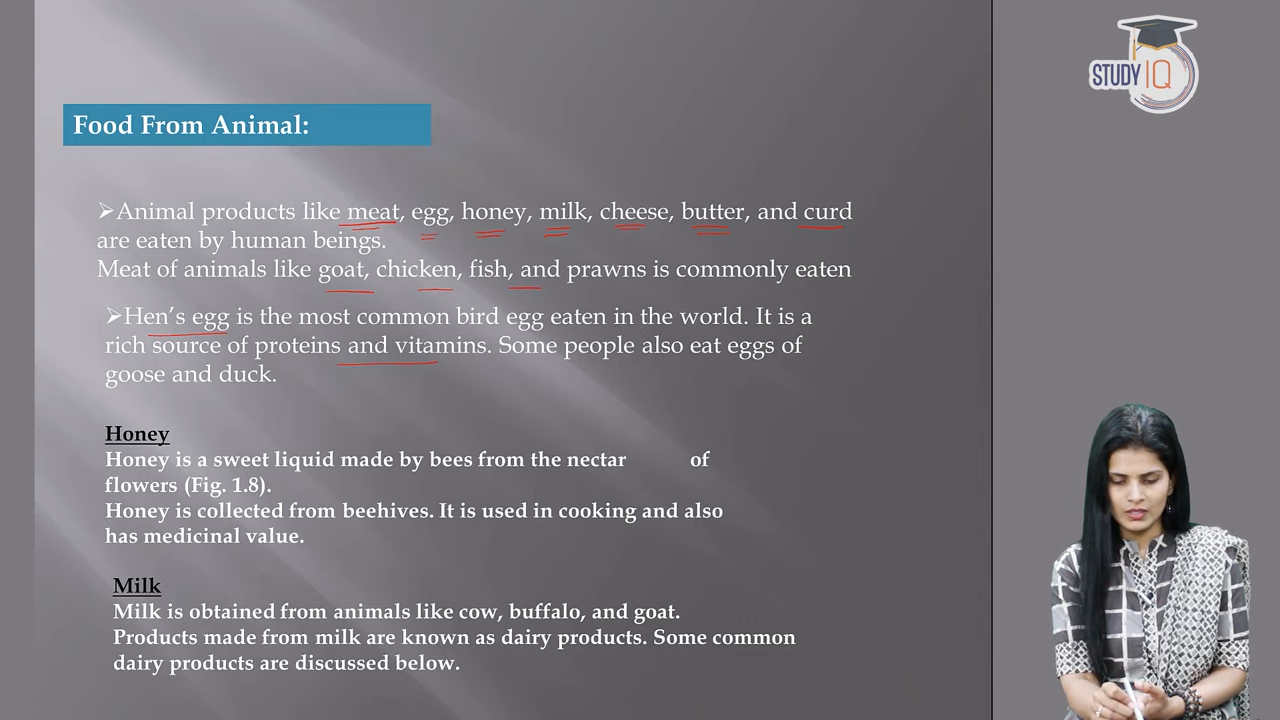 STUDY IQ
Food From Animal:
➢Animal products like meat, egg, honey, milk, cheese, butter, and curd
are eaten by human beings.
Meat of animals like goat, chicken, fish, and prawns is commonly eaten
➢Hen’s egg is the most common bird egg eaten in the world. It is a
rich source of proteins and vitamins. Some people also eat eggs of
goose and duck.
Honey
Honey is a sweet liquid made by bees from the nectar of
flowers (Fig. 1.8).
Honey is collected from beehives. It is used in cooking and also
has medicinal value.
Milk
Milk is obtained from animals like cow, buffalo, and goat.
Products made from milk are known as dairy products. Some common
dairy products are discussed below.